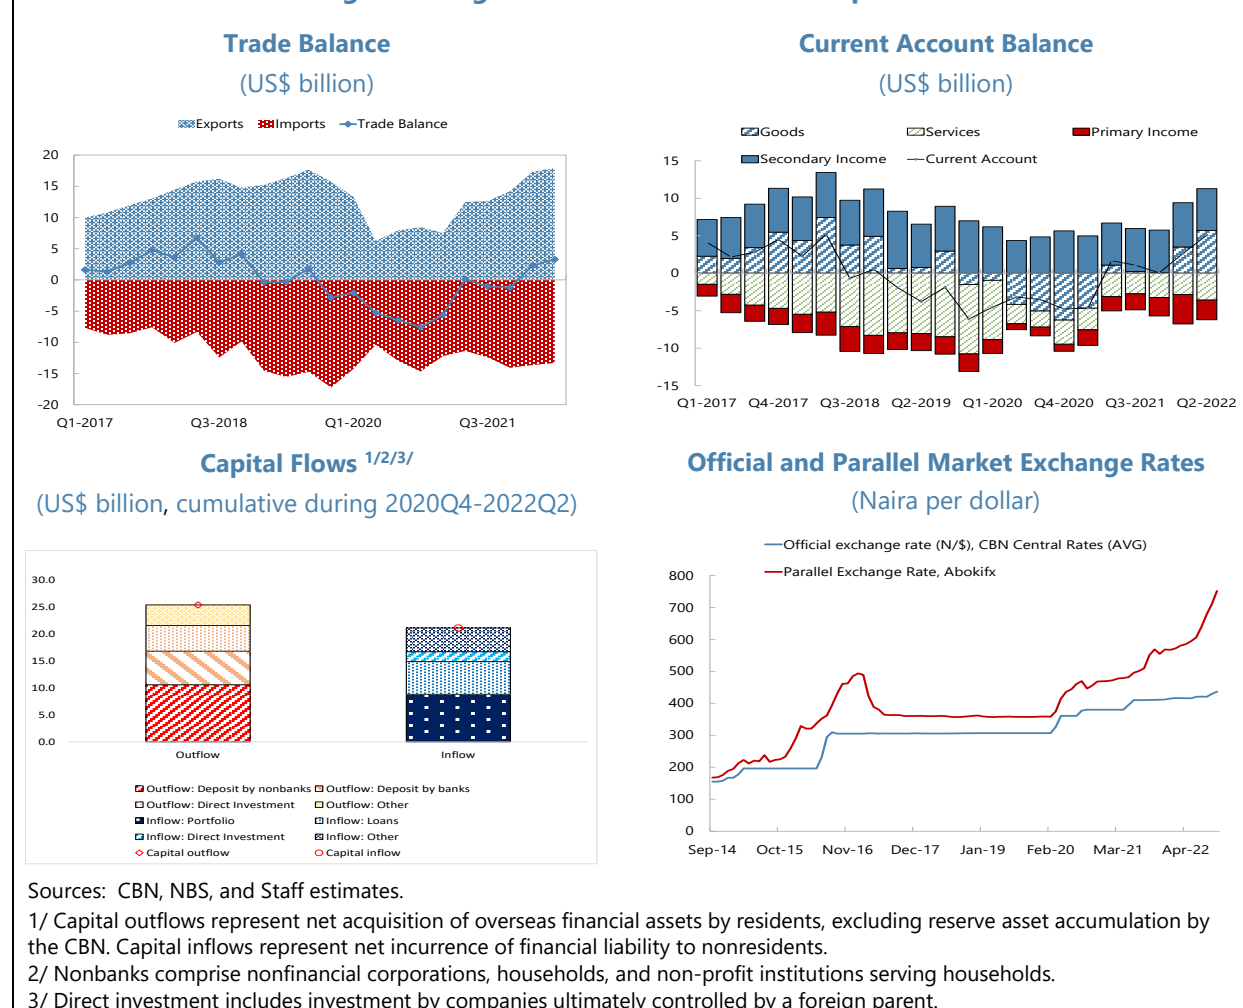 Trade Balance
(US$ billion)
Exports Imports Trade Balance
20
15
10
5
0
-5
-10
-15
-20
Q1-2017 Q3-2018 Q1-2020 Q3-2021
Current Account Balance
(US$ billion)
Goods Services Primary Income
Secondary Income Current Account
15
10
5
0
-5
-10
-15
Q1-2017 Q4-2017 Q3-2018 Q2-2019 Q1-2020 Q4-2020 Q3-2021 Q2-2022
Capital Flows 1/2/3/
(US$ billion, cumulative during 2020Q4-2022Q2)
30.0
25.0
20.0
15.0
10.0
5.0
0.0
Outflow Inflow
Outflow: Deposit by nonbanks Outflow: Deposit by banks
Outflow: Direct Investment Outflow: Other
Inflow: Portfolio Inflow: Loans
Inflow: Direct Investment Inflow: Other
Capital outflow Capital inflow
Official and Parallel Market Exchange Rates
(Naira per dollar)
Official exchange rate (N/$), CBN Central Rates (AVG)
Parallel Exchange Rate, Abokifx
800
700
600
500
400
300
200
100
0
Sep-14 Oct-15 Nov-16 Dec-17 Jan-19 Feb-20 Mar-21 Apr-22
Sources: CBN, NBS, and Staff estimates.
1/ Capital outflows represent net acquisition of overseas financial assets by residents, excluding reserve asset accumulation by
the CBN. Capital inflows represent net incurrence of financial liability to nonresidents.
2/ Nonbanks comprise nonfinancial corporations, households, and non-profit institutions serving households.
3/ Direct investment includes investment by companies ultimately controlled by a foreign parent.